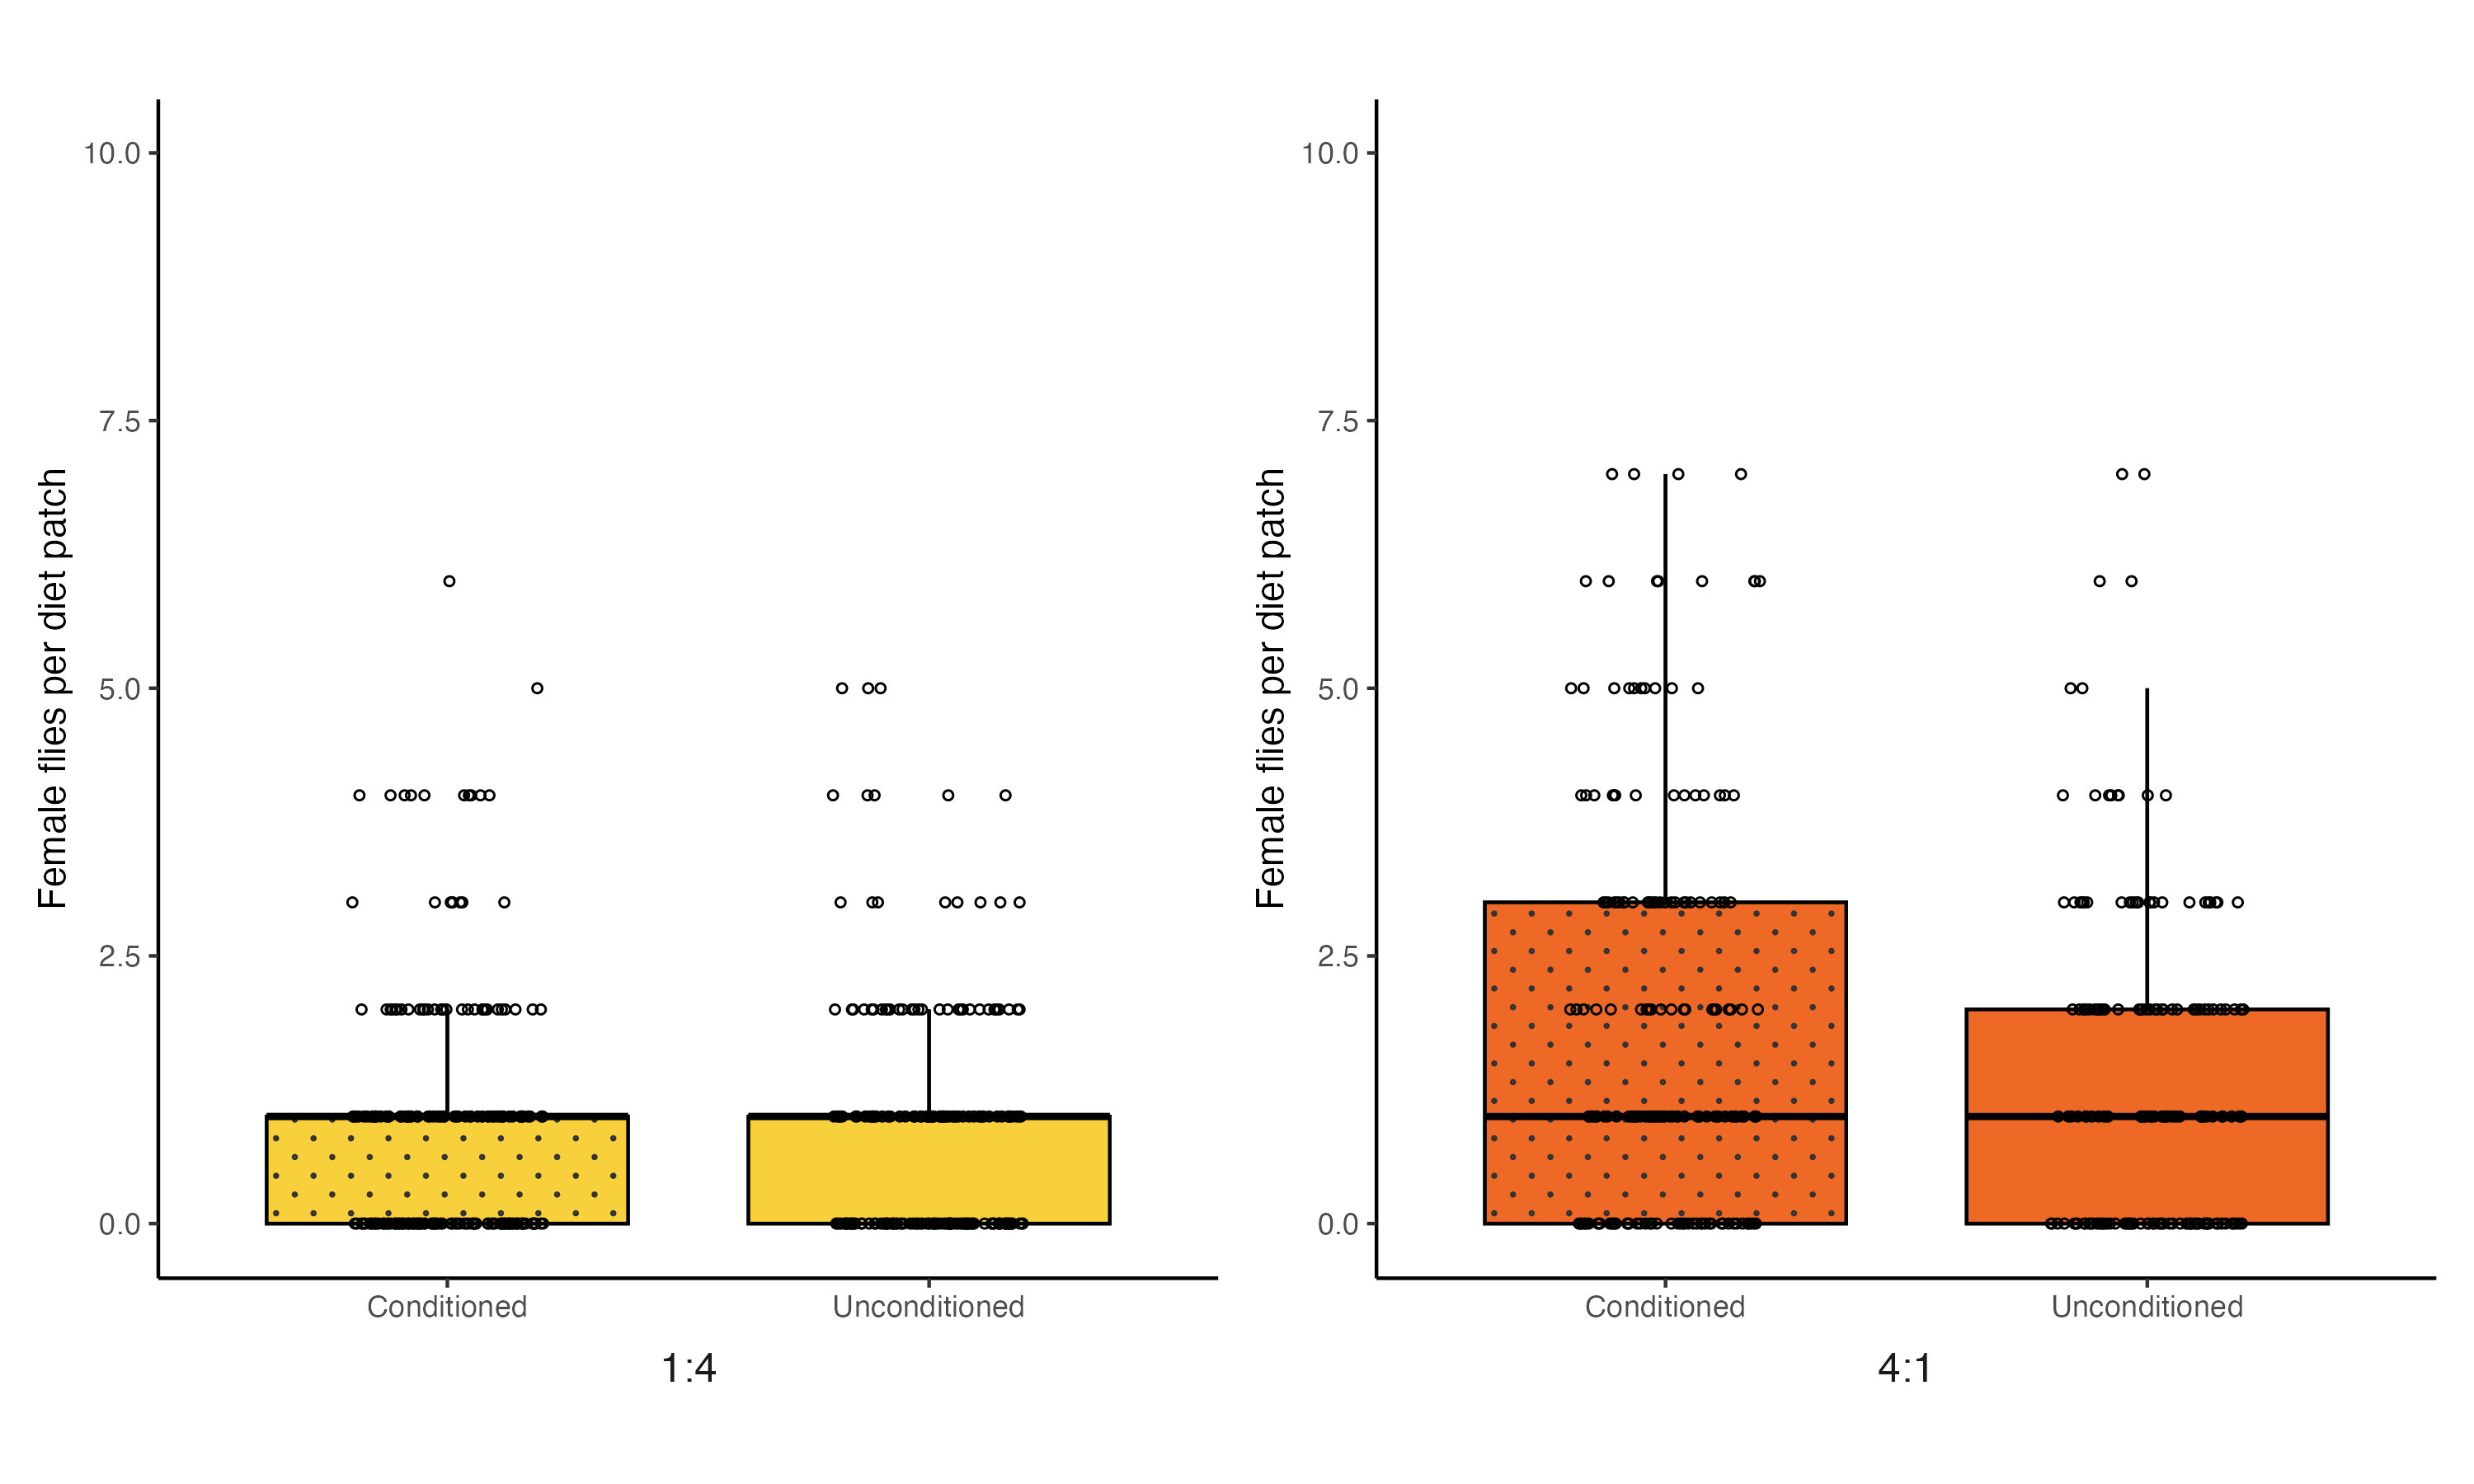 Female flies per diet patch
10.0
7.5
5.0
2.5
0.0
Conditioned
Unconditioned
1:4
Female flies per diet patch
10.0
7.5
5.0
2.5
0.0
Conditioned
Unconditioned
4:1